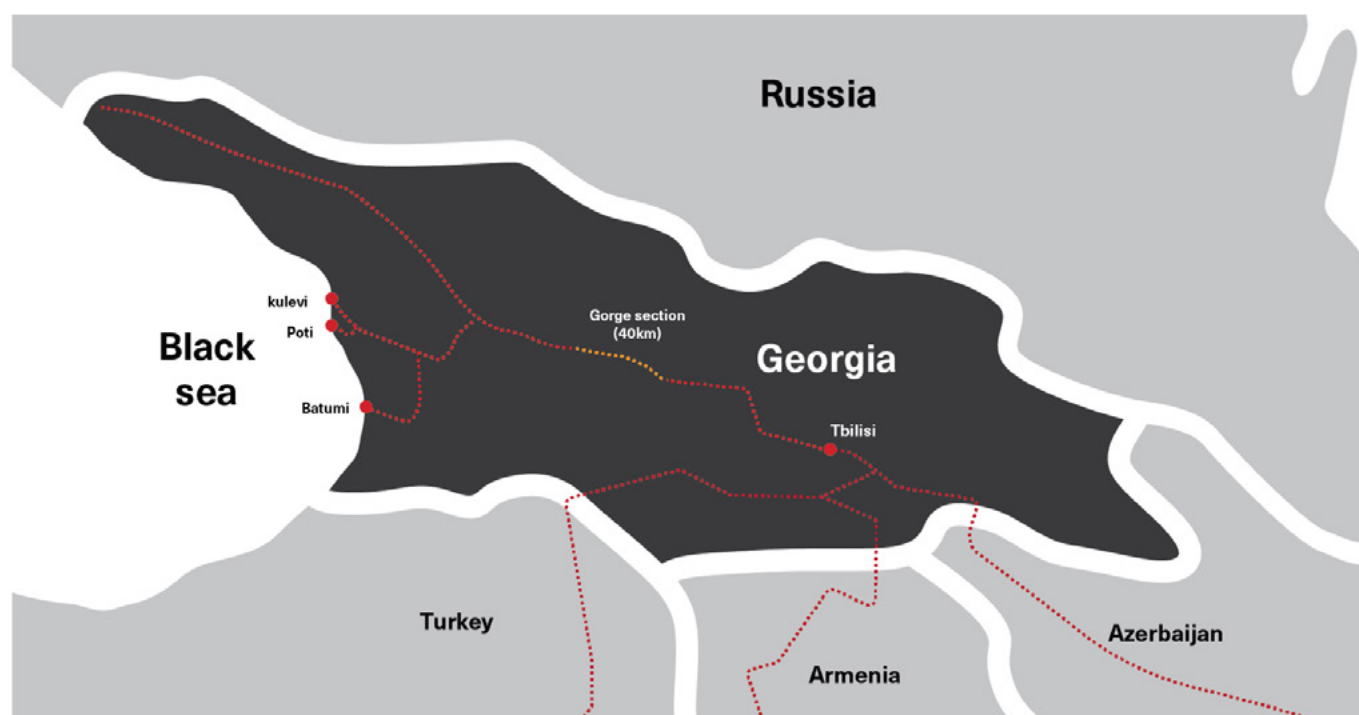 Russia
kulevi
Poti
Black
sea
Gorge section
(40km)
Georgia
Batumi
Tbilisi
Turkey
Armenia
Azerbaijan